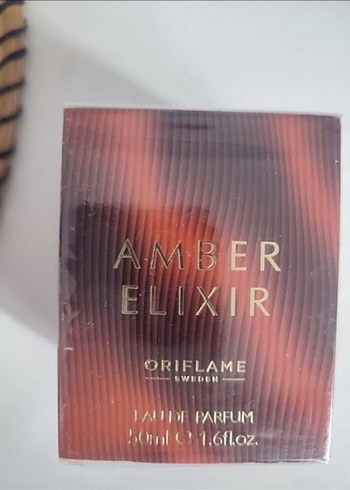 AMBER
ELIXIR
ORIFLAME
SWEDEN
EAU DE PARFUM
50ml ℮ 1.6fl.oz.